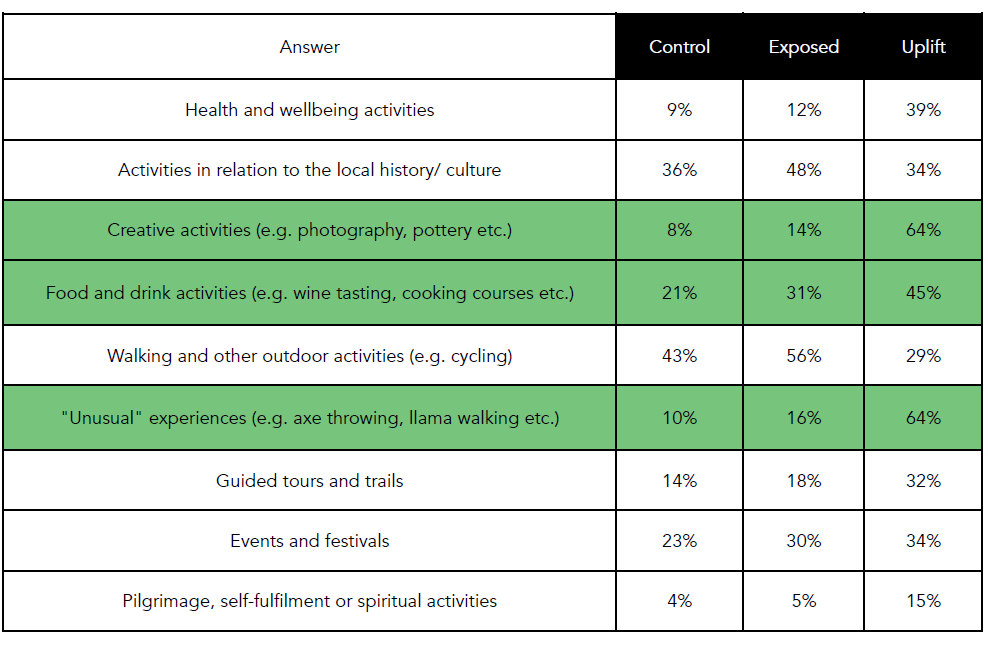 Answer Control Exposed Uplift
Health and wellbeing activities 9% 12% 39%
Activities in relation to the local history/ culture 36% 48% 34%
Creative activities (e.g. photography, pottery etc.) 8% 14% 64%
Food and drink activities (e.g. wine tasting, cooking courses etc.) 21% 31% 45%
Walking and other outdoor activities (e.g. cycling) 43% 56% 29%
"Unusual" experiences (e.g. axe throwing, llama walking etc.) 10% 16% 64%
Guided tours and trails 14% 18% 32%
Events and festivals 23% 30% 34%
Pilgrimage, self-fulfilment or spiritual activities 4% 5% 15%